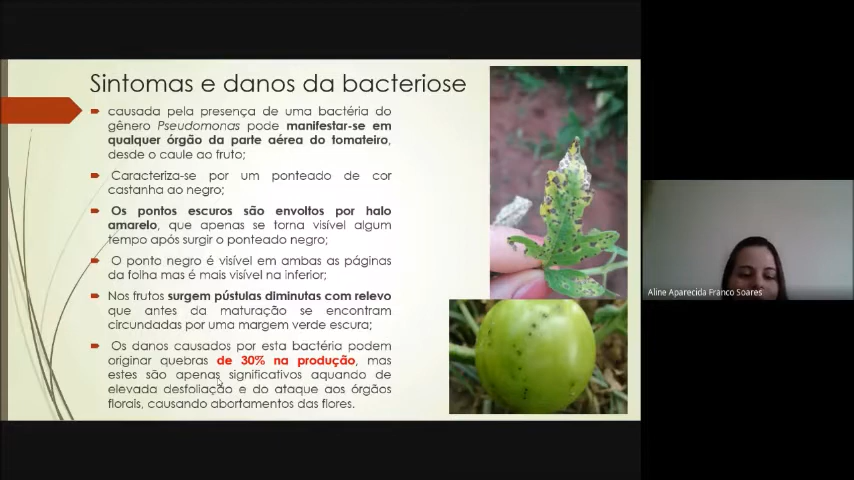 Sintomas e danos da bacteriose
causada pela presença de uma bactéria do
gênero Pseudomonas pode manifestar-se em
qualquer órgão da parte aérea do tomateiro,
desde o caule ao fruto;
Caracteriza-se por um ponteado de cor
castanha ao negro;
Os pontos escuros são envoltos por halo
amarelo, que apenas se torna visível algum
tempo após surgir o ponteado negro;
O ponto negro é visível em ambas as páginas
da folha mas é mais visível na inferior;
Nos frutos surgem pústulas diminutas com relevo
que antes da maturação se encontram
circundadas por uma margem verde escura;
Os danos causados por esta bactéria podem
originar quebras de 30% na produção, mas
estes são apenas significativos aquando de
elevada desfoliação e do ataque aos órgãos
florais, causando abortamentos das flores.
Aline Aparecida Franco Soares